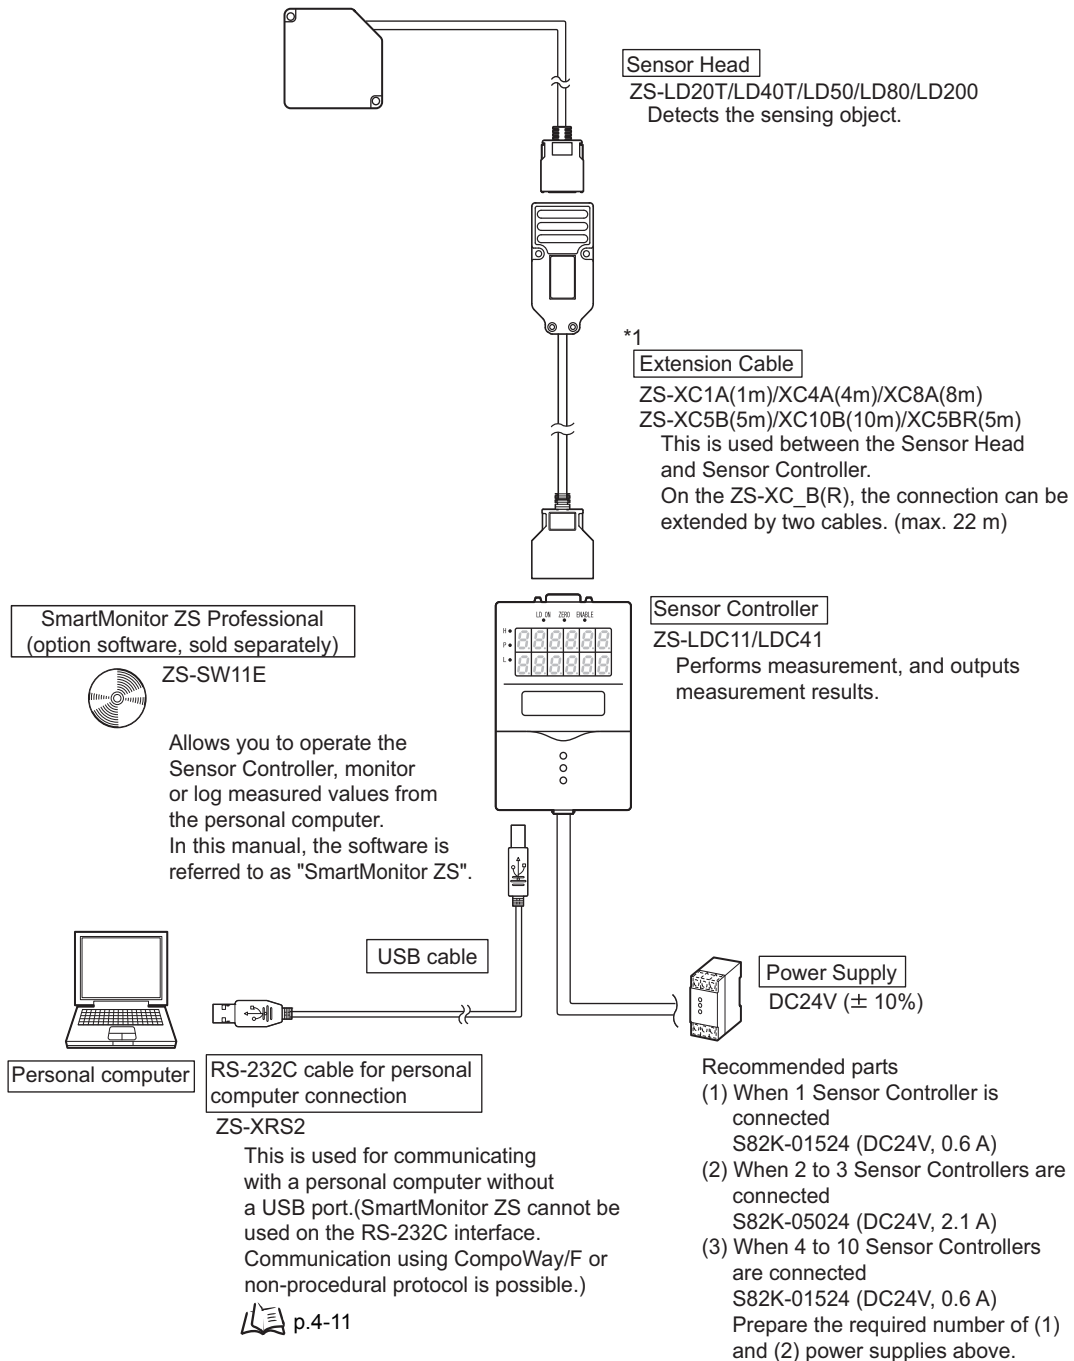 Sensor Head
ZS-LD20T/LD40T/LD50/LD80/LD200
Detects the sensing object.
*1
Extension Cable
ZS-XC1A(1m)/XC4A(4m)/XC8A(8m)
ZS-XC5B(5m)/XC10B(10m)/XC5BR(5m)
This is used between the Sensor Head
and Sensor Controller.
On the ZS-XC_B(R), the connection can be
extended by two cables. (max. 22 m)
LD ON ZERO ENABLE
H
P
L
Sensor Controller
ZS-LDC11/LDC41
Performs measurement, and outputs
measurement results.
SmartMonitor ZS Professional
(option software, sold separately)
ZS-SW11E
Allows you to operate the
Sensor Controller, monitor
or log measured values from
the personal computer.
In this manual, the software is
referred to as "SmartMonitor ZS".
USB cable
Personal computer
RS-232C cable for personal
computer connection
ZS-XRS2
This is used for communicating
with a personal computer without
a USB port.(SmartMonitor ZS cannot be
used on the RS-232C interface.
Communication using CompoWay/F or
non-procedural protocol is possible.)
p.4-11
Power Supply
DC24V (± 10%)
Recommended parts
(1) When 1 Sensor Controller is
connected
S82K-01524 (DC24V, 0.6 A)
(2) When 2 to 3 Sensor Controllers are
connected
S82K-05024 (DC24V, 2.1 A)
(3) When 4 to 10 Sensor Controllers
are connected
S82K-01524 (DC24V, 0.6 A)
Prepare the required number of (1)
and (2) power supplies above.